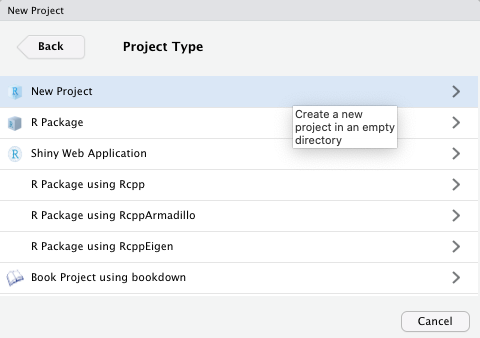 New Project
Back
Project Type
New Project
R Package
Create a new
project in an empty
directory
Shiny Web Application
R Package using Rcpp
R Package using RcppArmadillo
R Package using RcppEigen
Book Project using bookdown
Cancel